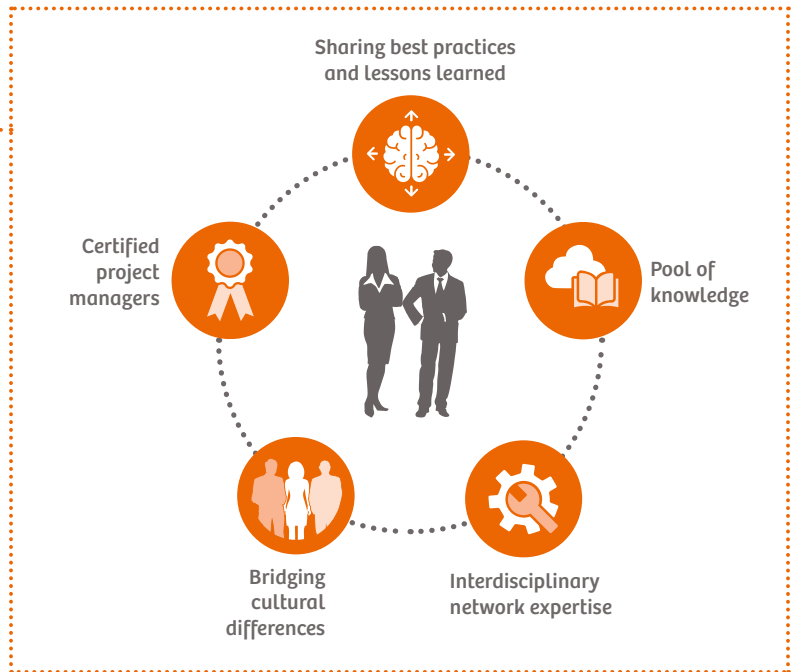 Sharing best practices
and lessons learned
Certified
project
managers
Pool of
knowledge
Bridging
cultural
differences
Interdisciplinary
network expertise